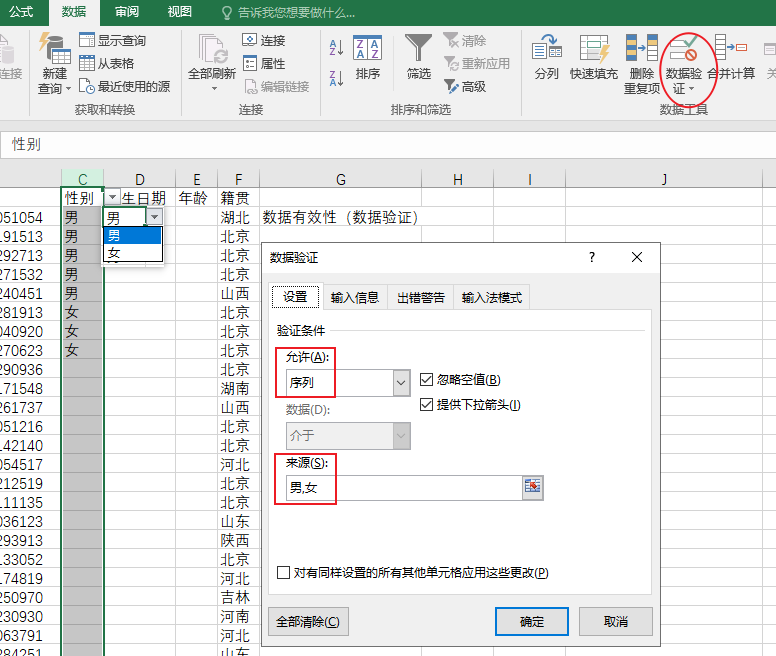 公式 数据 审阅 视图 告诉我您想要做什么...
连接 新建查询 显示查询 从表格 最近使用的源 全部刷新 连接 属性 编辑链接 排序 筛选 清除 重新应用 高级 分列 快速填充 删除重复项 数据验证 合并计算 关
获取和转换 连接 排序和筛选 数据工具
性别
C D E F G H I J
性别 生日期 年龄 籍贯
051054 男 男 湖北 数据有效性（数据验证）
191513 男 男 北京
292713 男 女 北京
271532 男 北京
240451 男 山西
281913 女 北京
040920 女 北京
270623 女 北京
290936 北京
171548 湖南
261737 山西
051216 北京
142140 北京
054517 河北
212519 北京
111135 北京
036123 山东
293913 陕西
133052 北京
174819 河北
250970 吉林
230930 河南
063791 河北
284251 山东
数据验证 ?
设置 输入信息 出错警告 输入法模式
验证条件
允许(A):
序列 忽略空值(B)
数据(D): 提供下拉箭头(I)
介于
来源(S):
男,女
对有同样设置的所有其他单元格应用这些更改(P)
全部清除(C) 确定 取消